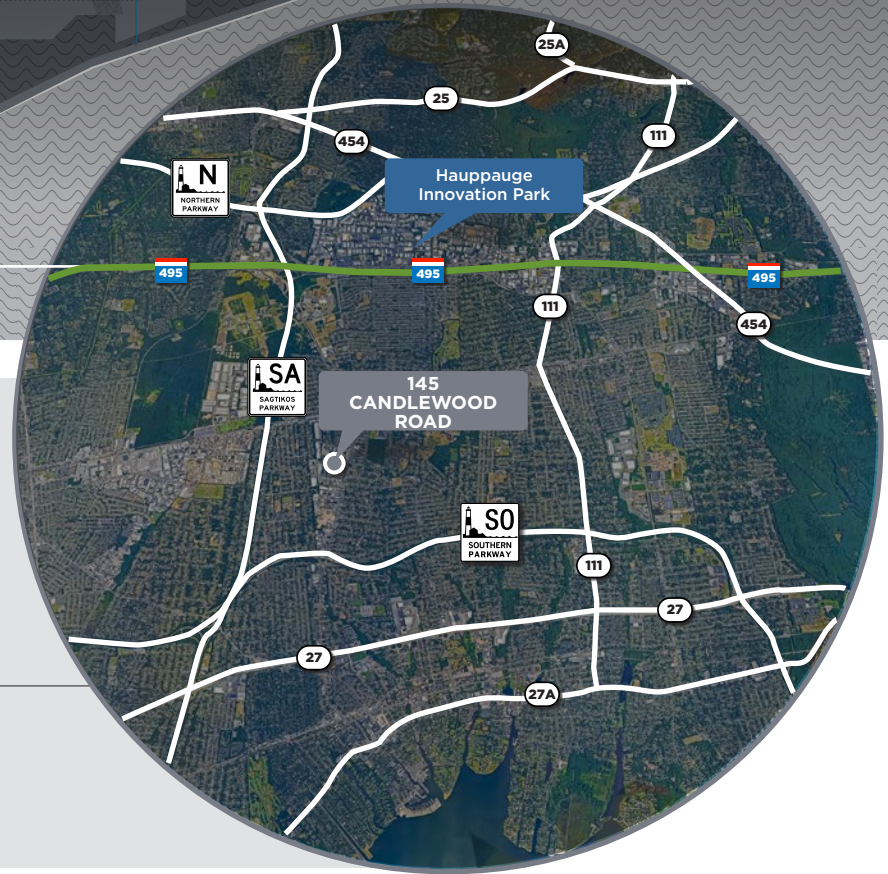 25A
25
454
111
N
NORTHERN
PARKWAY
Hauppauge
Innovation Park
495
495
495
111
454
SA
SAGTIKOS
PARKWAY
145
CANDLEWOOD
ROAD
SO
SOUTHERN
PARKWAY
111
27
27
27A